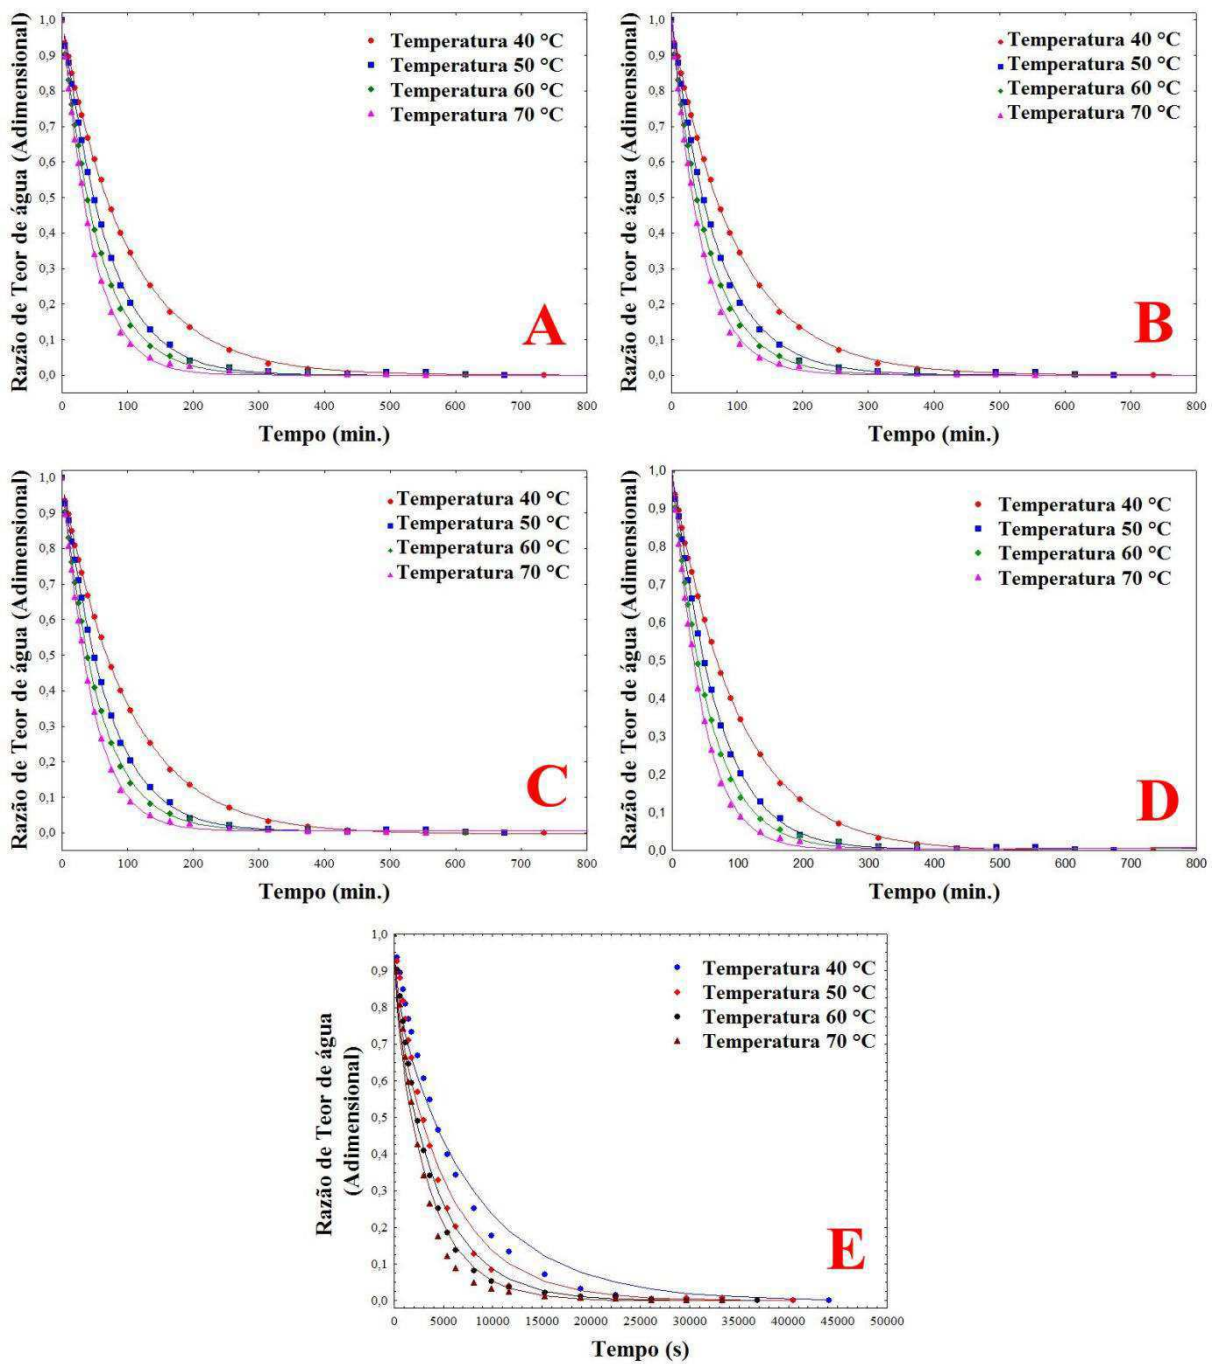 Razão de Teor de água (Adimensional)
1,0
0,9
0,8
0,7
0,6
0,5
0,4
0,3
0,2
0,1
0,0
Temperatura 40 °C
Temperatura 50 °C
Temperatura 60 °C
Temperatura 70 °C
A
0 100 200 300 400 500 600 700 800
Tempo (min.)
Razão de Teor de água (Adimensional)
1,0
0,9
0,8
0,7
0,6
0,5
0,4
0,3
0,2
0,1
0,0
Temperatura 40 °C
Temperatura 50 °C
Temperatura 60 °C
Temperatura 70 °C
B
0 100 200 300 400 500 600 700 800
Tempo (min.)
Razão de Teor de água (Adimensional)
1,0
0,9
0,8
0,7
0,6
0,5
0,4
0,3
0,2
0,1
0,0
Temperatura 40 °C
Temperatura 50 °C
Temperatura 60 °C
Temperatura 70 °C
C
0 100 200 300 400 500 600 700 800
Tempo (min.)
Razão de Teor de água (Adimensional)
1,0
0,9
0,8
0,7
0,6
0,5
0,4
0,3
0,2
0,1
0,0
Temperatura 40 °C
Temperatura 50 °C
Temperatura 60 °C
Temperatura 70 °C
D
0 100 200 300 400 500 600 700 800
Tempo (min.)
Razão de Teor de água
(Adimensional)
1,0
0,9
0,8
0,7
0,6
0,5
0,4
0,3
0,2
0,1
0,0
Temperatura 40 °C
Temperatura 50 °C
Temperatura 60 °C
Temperatura 70 °C
E
0 5000 10000 15000 20000 25000 30000 35000 40000 45000 50000
Tempo (s)